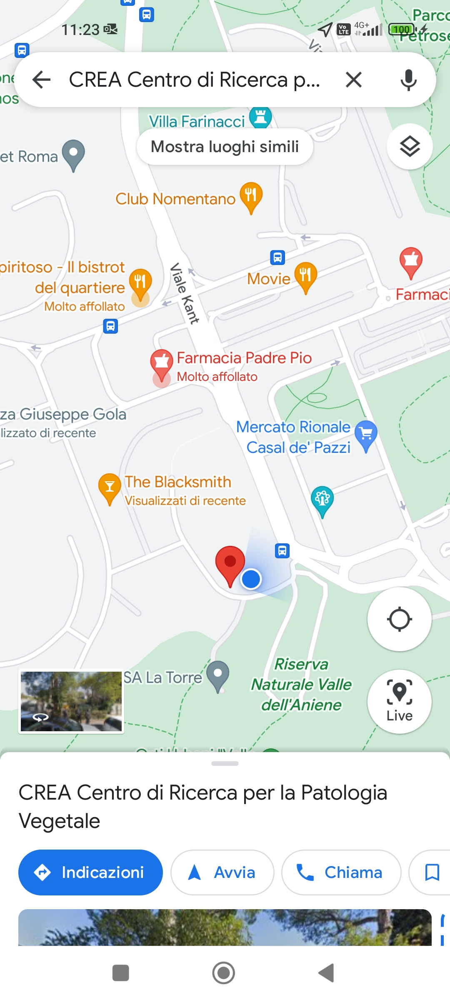 Parco
11:23
Vo LTE
4G+
100
Petrose
Vi
CREA Centro di Ricerca p...
one
nos
Villa Farinacci
Mostra luoghi simili
et Roma
Club Nomentano
piritoso - Il bistrot
del quartiere
Molto affollato
Viale Kant
Movie
Farmaci
Farmacia Padre Pio
Molto affollato
za Giuseppe Gola
lizzato di recente
Mercato Rionale
Casal de' Pazzi
The Blacksmith
Visualizzati di recente
SA La Torre
Riserva
Naturale Valle
dell'Aniene
Live
CREA Centro di Ricerca per la Patologia
Vegetale
Indicazioni
Avvia
Chiama